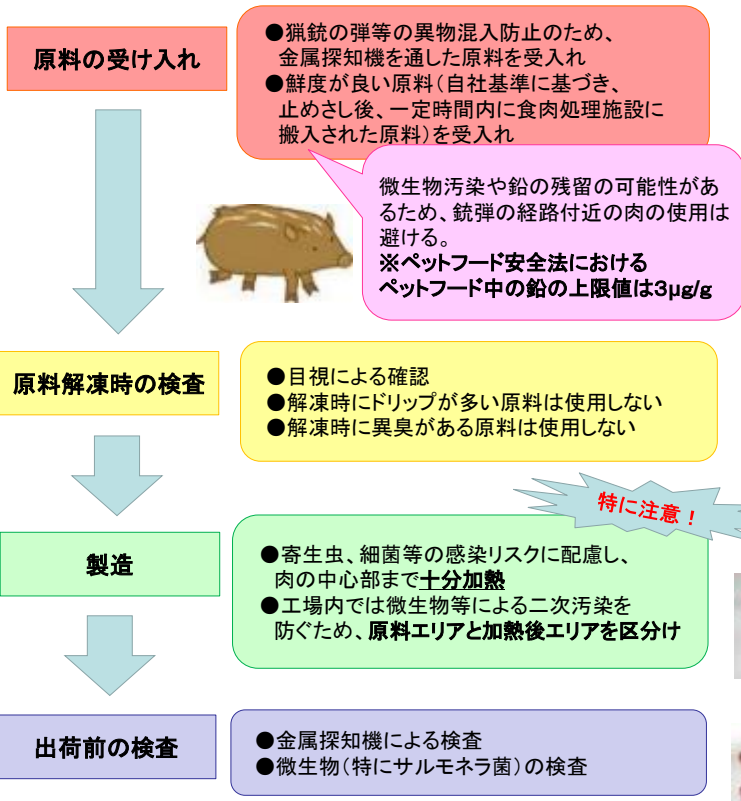 原料の受け入れ
●猟銃の弾等の異物混入防止のため、
金属探知機を通した原料を受入れ
●鮮度が良い原料(自社基準に基づき、
止めさし後、一定時間内に食肉処理施設に
搬入された原料)を受入れ
微生物汚染や鉛の残留の可能性があ
るため、銃弾の経路付近の肉の使用は
避ける。
※ペットフード安全法における
ペットフード中の鉛の上限値は3μg/g
原料解凍時の検査
●目視による確認
●解凍時にドリップが多い原料は使用しない
●解凍時に異臭がある原料は使用しない
特に注意!
製造
●寄生虫、細菌等の感染リスクに配慮し、
肉の中心部まで十分加熱
●工場内では微生物等による二次汚染を
防ぐため、原料エリアと加熱後エリアを区分け
出荷前の検査
●金属探知機による検査
●微生物(特にサルモネラ菌)の検査